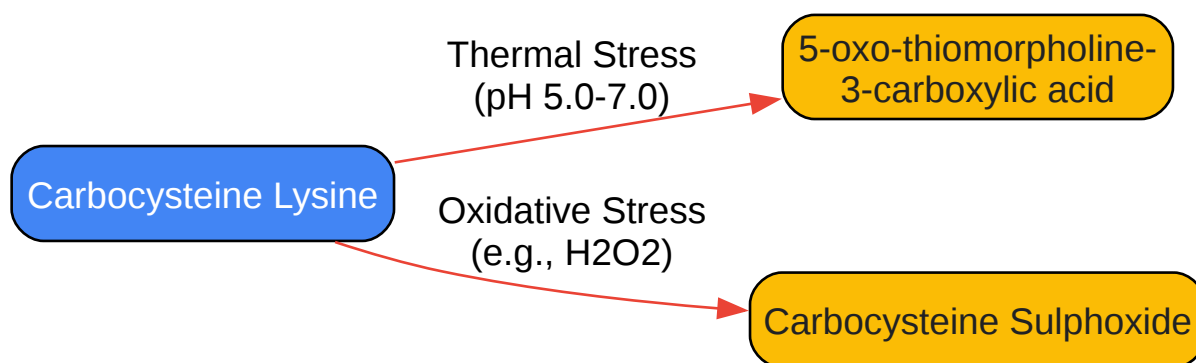 Thermal Stress
(pH 5.0-7.0)
5-oxo-thiomorpholine-
3-carboxylic acid
Carbocysteine Lysine
Oxidative Stress
(e.g., H2O2)
Carbocysteine Sulphoxide